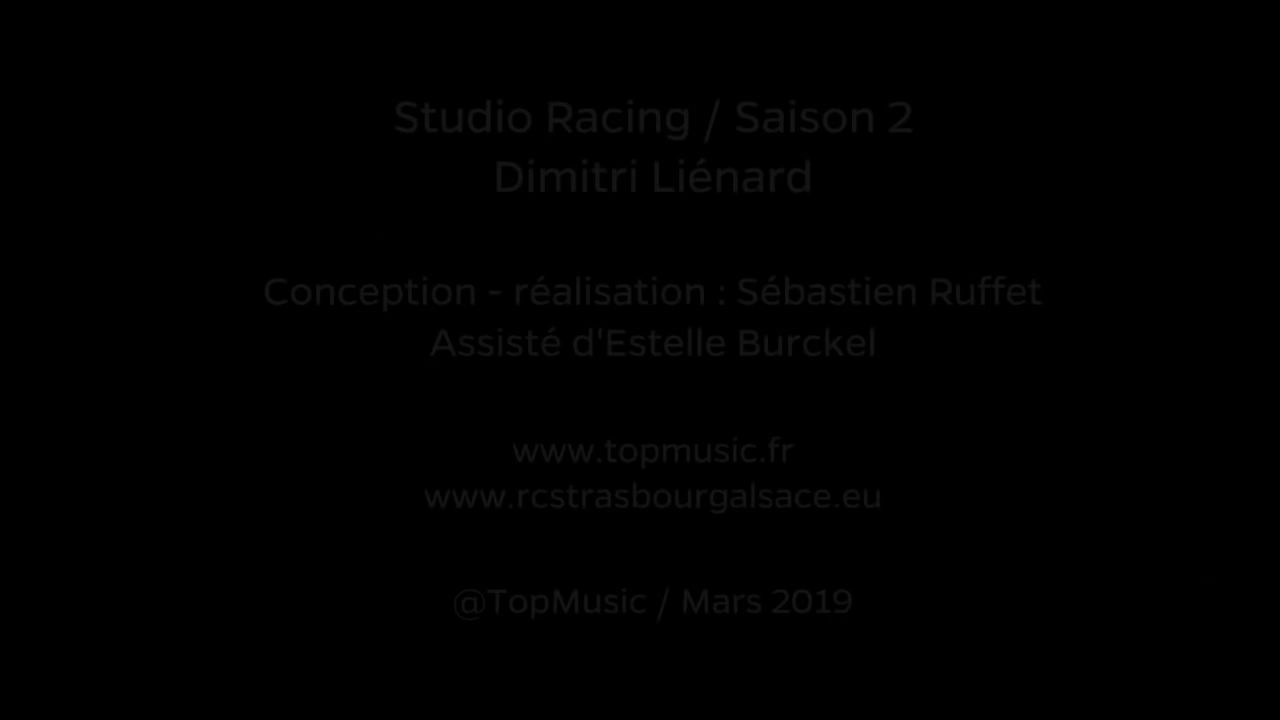 Studio Racing / Saison 2
Dimitri Liénard
Conception - réalisation : Sébastien Ruffet
Assisté d'Estelle Burckel
www.topmusic.fr
www.rcstrasbourgalsace.eu
@TopMusic / Mars 2019